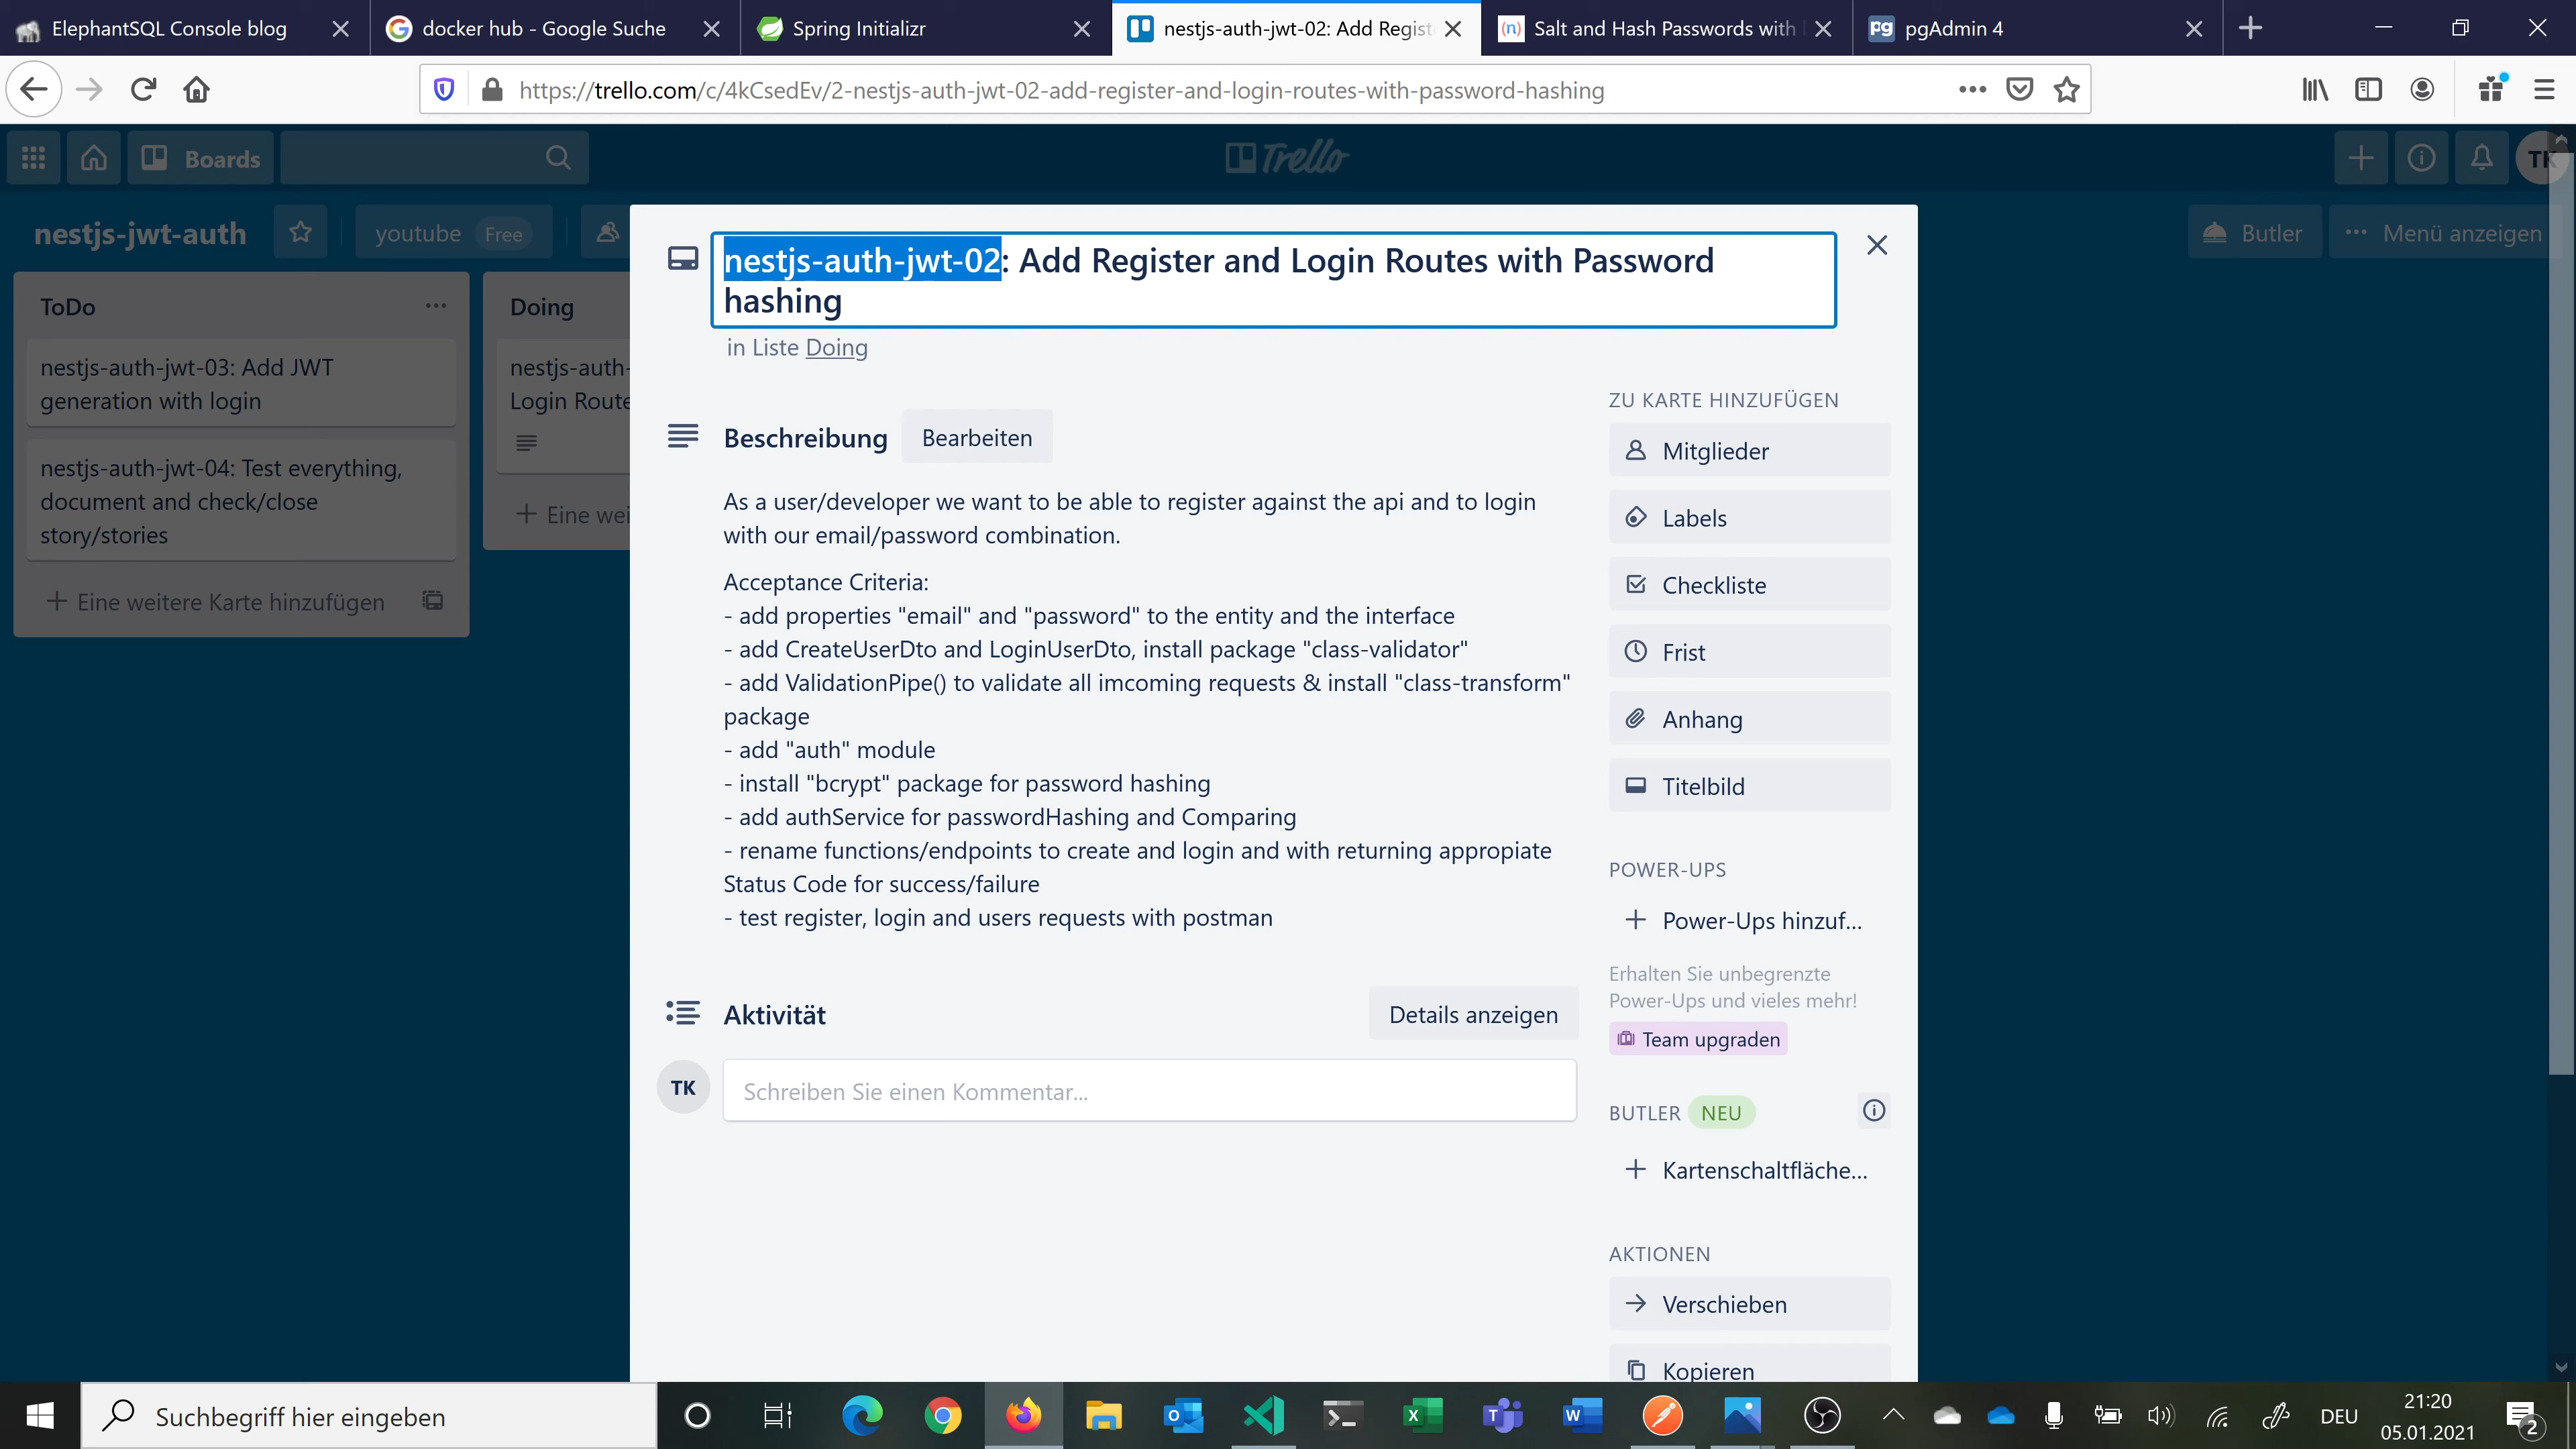 ElephantSQL Console blog
docker hub - Google Suche
Spring Initializr
nestjs-auth-jwt-02: Add Regist
Salt and Hash Passwords with
pgAdmin 4
https://trello.com/c/4kCsedEv/2-nestjs-auth-jwt-02-add-register-and-login-routes-with-password-hashing
Boards
Trello
TK
nestjs-jwt-auth
youtube Free
Butler
Menü anzeigen
ToDo
nestjs-auth-jwt-03: Add JWT
generation with login
nestjs-auth-jwt-04: Test everything,
document and check/close
story/stories
Eine weitere Karte hinzufügen
Doing
nestjs-auth-
Login Route
Eine wei
nestjs-auth-jwt-02: Add Register and Login Routes with Password
hashing
in Liste Doing
Beschreibung
Bearbeiten
As a user/developer we want to be able to register against the api and to login
with our email/password combination.
Acceptance Criteria:
- add properties "email" and "password" to the entity and the interface
- add CreateUserDto and LoginUserDto, install package "class-validator"
- add ValidationPipe() to validate all imcoming requests & install "class-transform"
package
- add "auth" module
- install "bcrypt" package for password hashing
- add authService for passwordHashing and Comparing
- rename functions/endpoints to create and login and with returning appropiate
Status Code for success/failure
- test register, login and users requests with postman
Aktivität
Details anzeigen
TK
Schreiben Sie einen Kommentar...
ZU KARTE HINZUFÜGEN
Mitglieder
Labels
Checkliste
Frist
Anhang
Titelbild
POWER-UPS
Power-Ups hinzuf...
Erhalten Sie unbegrenzte
Power-Ups und vieles mehr!
Team upgraden
BUTLER NEU
Kartenschaltfläche...
AKTIONEN
Verschieben
Kopieren
Suchbegriff hier eingeben
DEU
21:20
05.01.2021
2